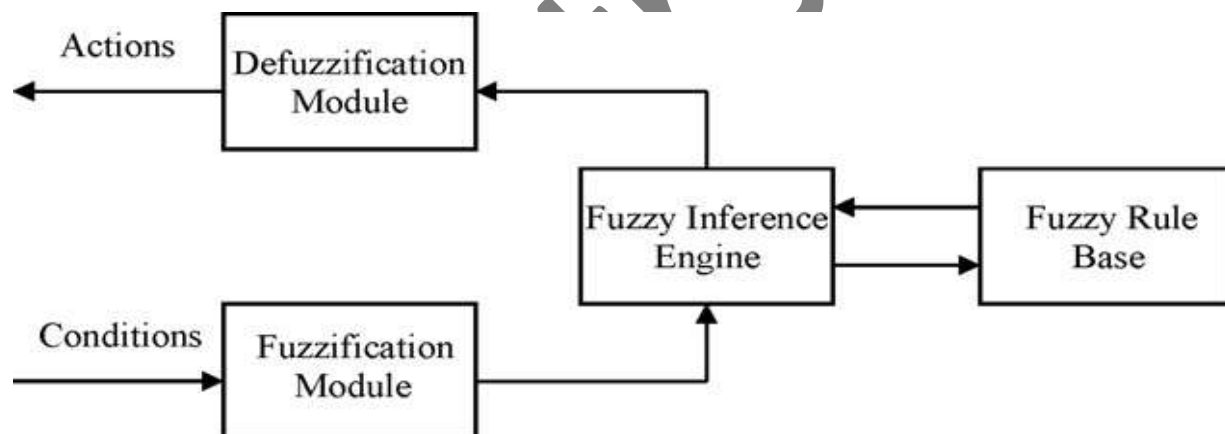 Actions
Defuzzification
Module
Fuzzy Inference
Engine
Fuzzy Rule
Base
Conditions
Fuzzification
Module